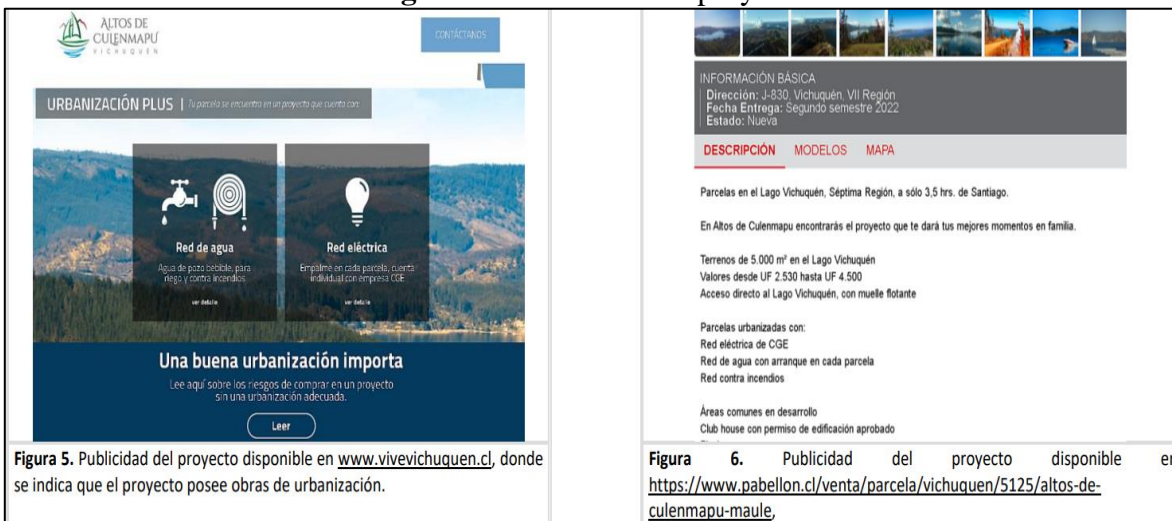 ALTOS DE
CULENMAPU
VICHUQUÉN
CONTÁCTANOS
URBANIZACIÓN PLUS | Tu parcela se encuentra en un proyecto que cuenta con:
Red de agua
Agua de pozo bebible, para
riego y contra incendios
ver detalle
Red eléctrica
Empalme en cada parcela, cuenta
individual con empresa CGE
ver detalle
Una buena urbanización importa
Lee aquí sobre los riesgos de comprar en un proyecto
sin una urbanización adecuada.
Leer
Figura 5. Publicidad del proyecto disponible en www.vivevichuquen.cl, donde
se indica que el proyecto posee obras de urbanización.
INFORMACIÓN BÁSICA
Dirección: J-830, Vichuquén, VII Región
Fecha Entrega: Segundo semestre 2022
Estado: Nueva
DESCRIPCIÓN MODELOS MAPA
Parcelas en el Lago Vichuquén, Séptima Región, a sólo 3,5 hrs. de Santiago.
En Altos de Culenmapu encontrarás el proyecto que te dará tus mejores momentos en familia.
Terrenos de 5.000 m² en el Lago Vichuquén
Valores desde UF 2.530 hasta UF 4.500
Acceso directo al Lago Vichuquén, con muelle flotante
Parcelas urbanizadas con:
Red eléctrica de CGE
Red de agua con arranque en cada parcela
Red contra incendios
Áreas comunes en desarrollo
Club house con permiso de edificación aprobado
Figura 6. Publicidad del proyecto disponible en
https://www.pabellon.cl/venta/parcela/vichuquen/5125/altos-de-
culenmapu-maule,